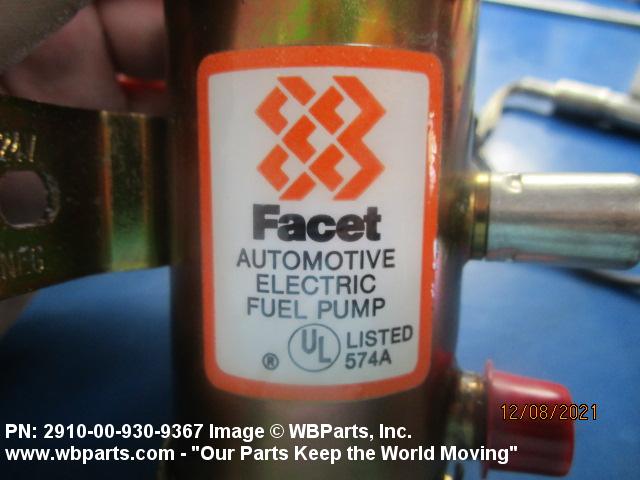 Facet
AUTOMOTIVE
ELECTRIC
FUEL PUMP
UL LISTED
® 574A
12/08/2021
PN: 2910-00-930-9367 Image © WBParts, Inc.
www.wbparts.com - "Our Parts Keep the World Moving"